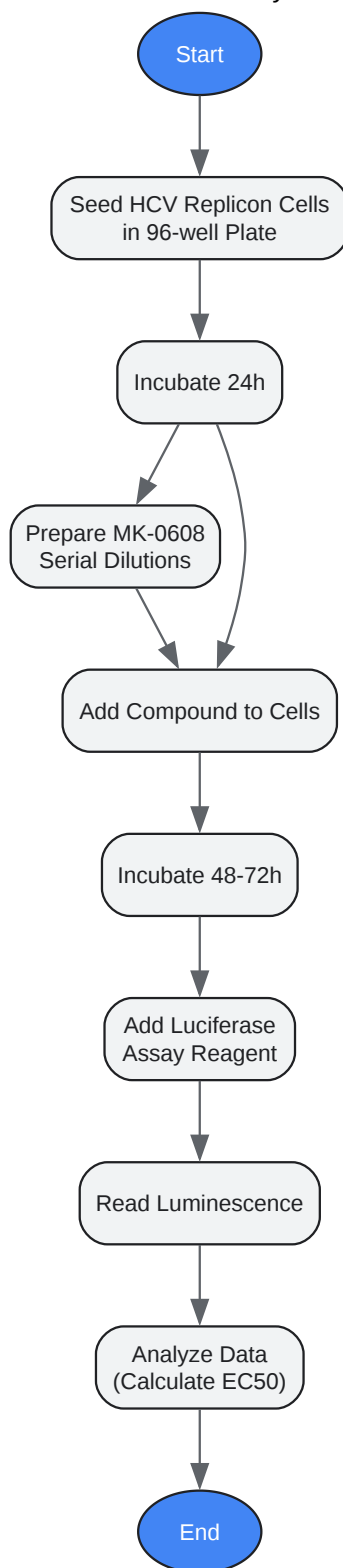 Start
Seed HCV Replicon Cells
in 96-well Plate
Incubate 24h
Prepare MK-0608
Serial Dilutions
Add Compound to Cells
Incubate 48-72h
Add Luciferase
Assay Reagent
Read Luminescence
Analyze Data
(Calculate EC50)
End